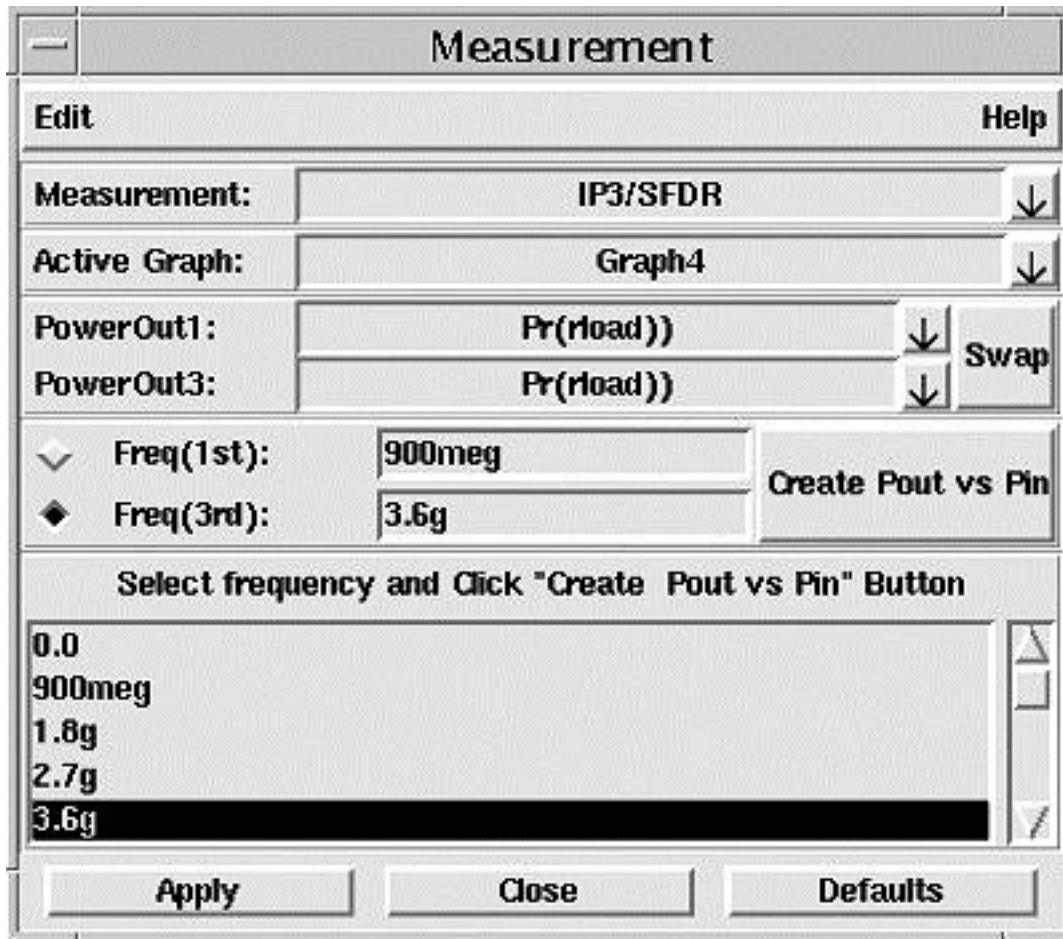 Measurement
Edit Help
Measurement: IP3/SFDR
Active Graph: Graph4
PowerOut1: Pr(rload))
Swap
PowerOut3: Pr(rload))
Freq(1st): 900meg
Create Pout vs Pin
Freq(3rd): 3.6g
Select frequency and Click "Create Pout vs Pin" Button
0.0
900meg
1.8g
2.7g
3.6g
Apply Close Defaults